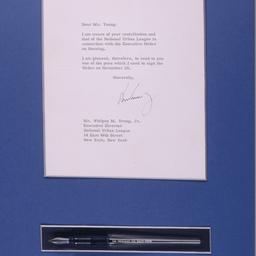 Dear Mr. Young:
I am aware of your contribution and
that of the National Urban League in
connection with the Executive Order
on Housing.
I am pleased, therefore, to send to you
one of the pens which I used to sign the
Order on November 20.
Sincerely,
Mr. Whitney M. Young, Jr.
Executive Director
National Urban League
14 East 48th Street
New York, New York